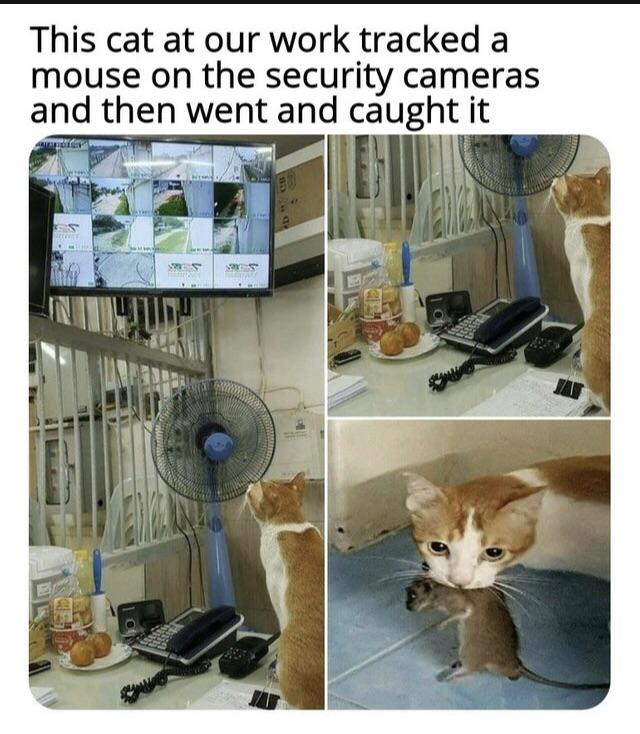 This cat at our work tracked a
mouse on the security cameras
and then went and caught it